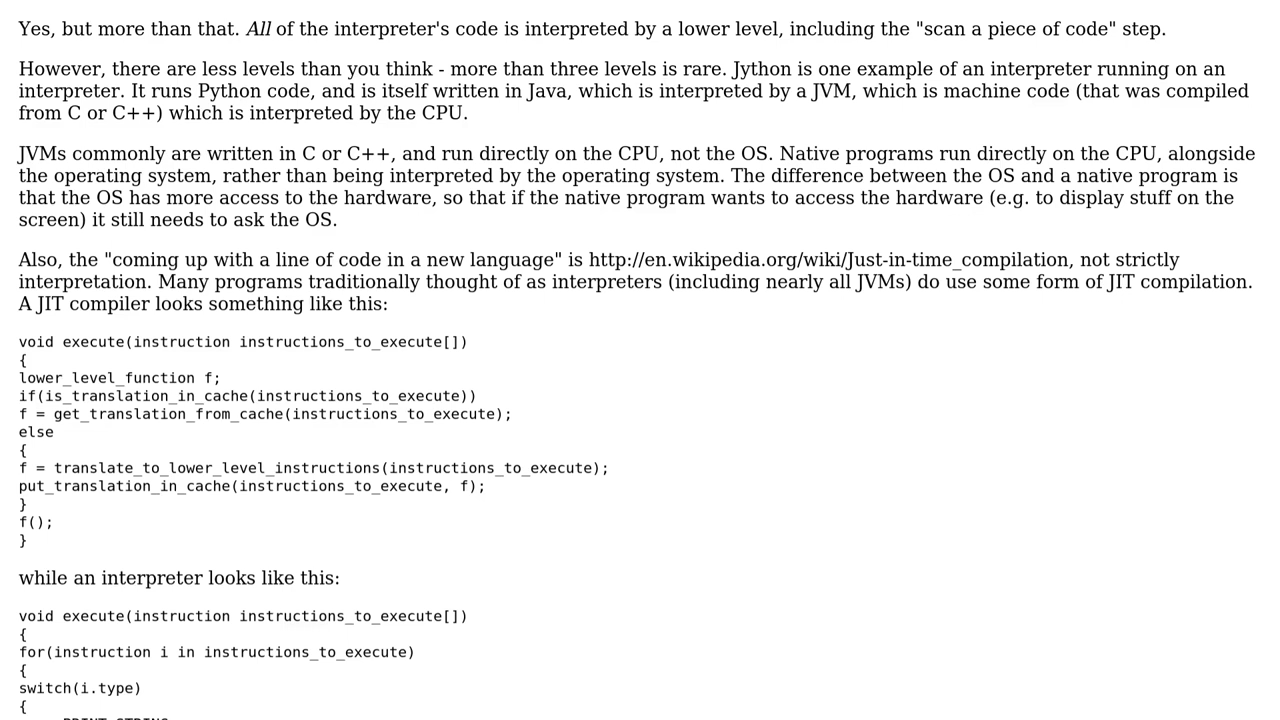 Yes, but more than that. All of the interpreter's code is interpreted by a lower level, including the "scan a piece of code" step.
However, there are less levels than you think - more than three levels is rare. Jython is one example of an interpreter running on an
interpreter. It runs Python code, and is itself written in Java, which is interpreted by a JVM, which is machine code (that was compiled
from C or C++) which is interpreted by the CPU.
JVMs commonly are written in C or C++, and run directly on the CPU, not the OS. Native programs run directly on the CPU, alongside
the operating system, rather than being interpreted by the operating system. The difference between the OS and a native program is
that the OS has more access to the hardware, so that if the native program wants to access the hardware (e.g. to display stuff on the
screen) it still needs to ask the OS.
Also, the "coming up with a line of code in a new language" is http://en.wikipedia.org/wiki/Just-in-time_compilation, not strictly
interpretation. Many programs traditionally thought of as interpreters (including nearly all JVMs) do use some form of JIT compilation.
A JIT compiler looks something like this:
void execute(instruction instructions_to_execute[])
{
lower_level_function f;
if(is_translation_in_cache(instructions_to_execute))
f = get_translation_from_cache(instructions_to_execute);
else
{
f = translate_to_lower_level_instructions(instructions_to_execute);
put_translation_in_cache(instructions_to_execute, f);
}
f();
}
while an interpreter looks like this:
void execute(instruction instructions_to_execute[])
{
for(instruction i in instructions_to_execute)
{
switch(i.type)
{